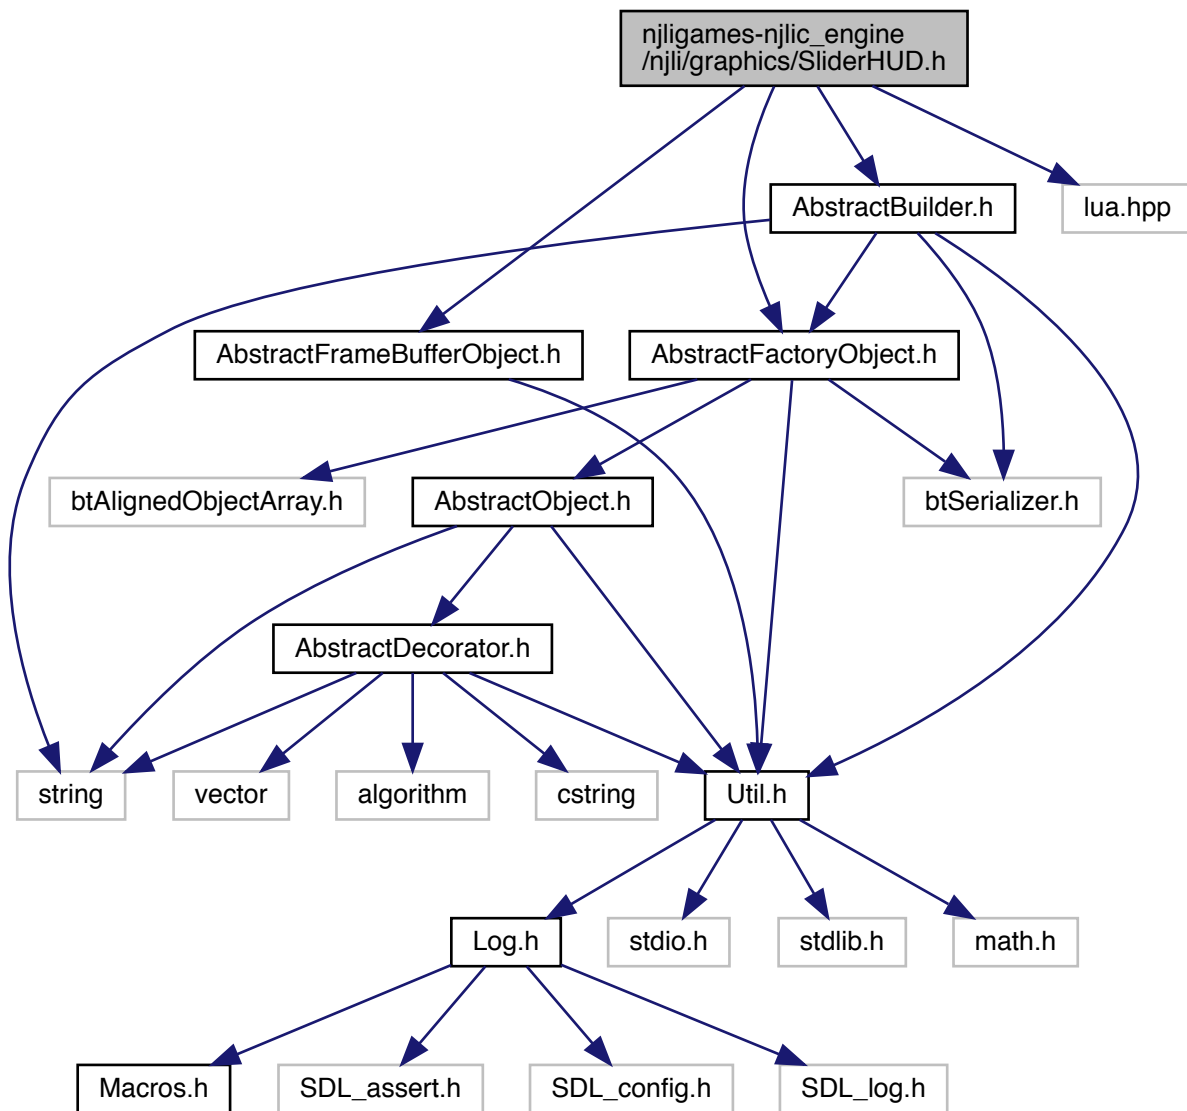 njligames-njlic_engine
/njli/graphics/SliderHUD.h
AbstractBuilder.h
lua.hpp
AbstractFrameBufferObject.h
AbstractFactoryObject.h
btAlignedObjectArray.h
AbstractObject.h
btSerializer.h
AbstractDecorator.h
string
vector
algorithm
cstring
Util.h
Log.h
stdio.h
stdlib.h
math.h
Macros.h
SDL_assert.h
SDL_config.h
SDL_log.h